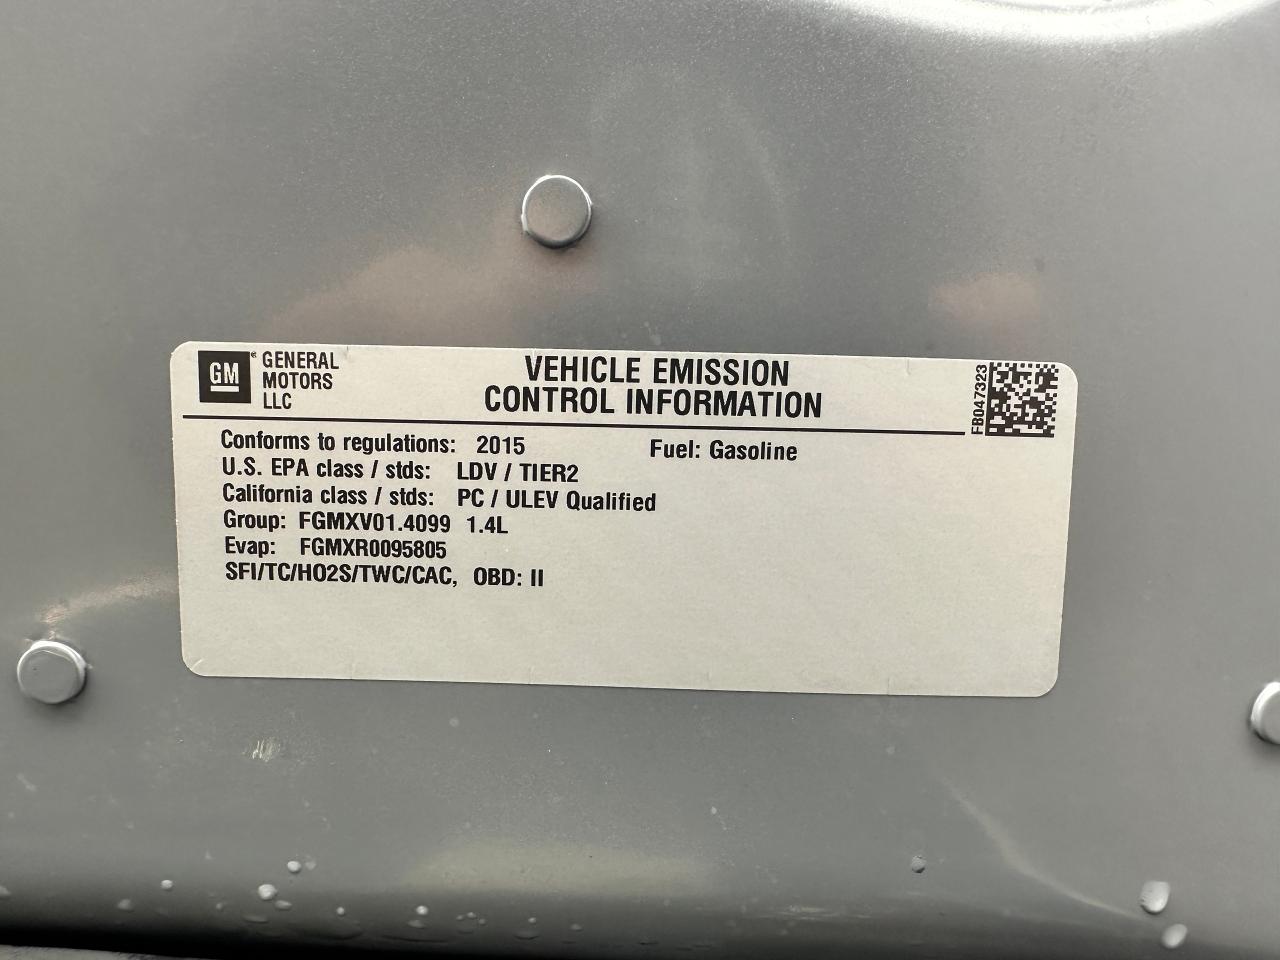 GM® GENERAL
MOTORS
LLC
VEHICLE EMISSION
CONTROL INFORMATION
FB047323
Conforms to regulations: 2015 Fuel: Gasoline
U.S. EPA class / stds: LDV / TIER2
California class / stds: PC / ULEV Qualified
Group: FGMXV01.4099 1.4L
Evap: FGMXR0095805
SFI/TC/HO2S/TWC/CAC, OBD: II